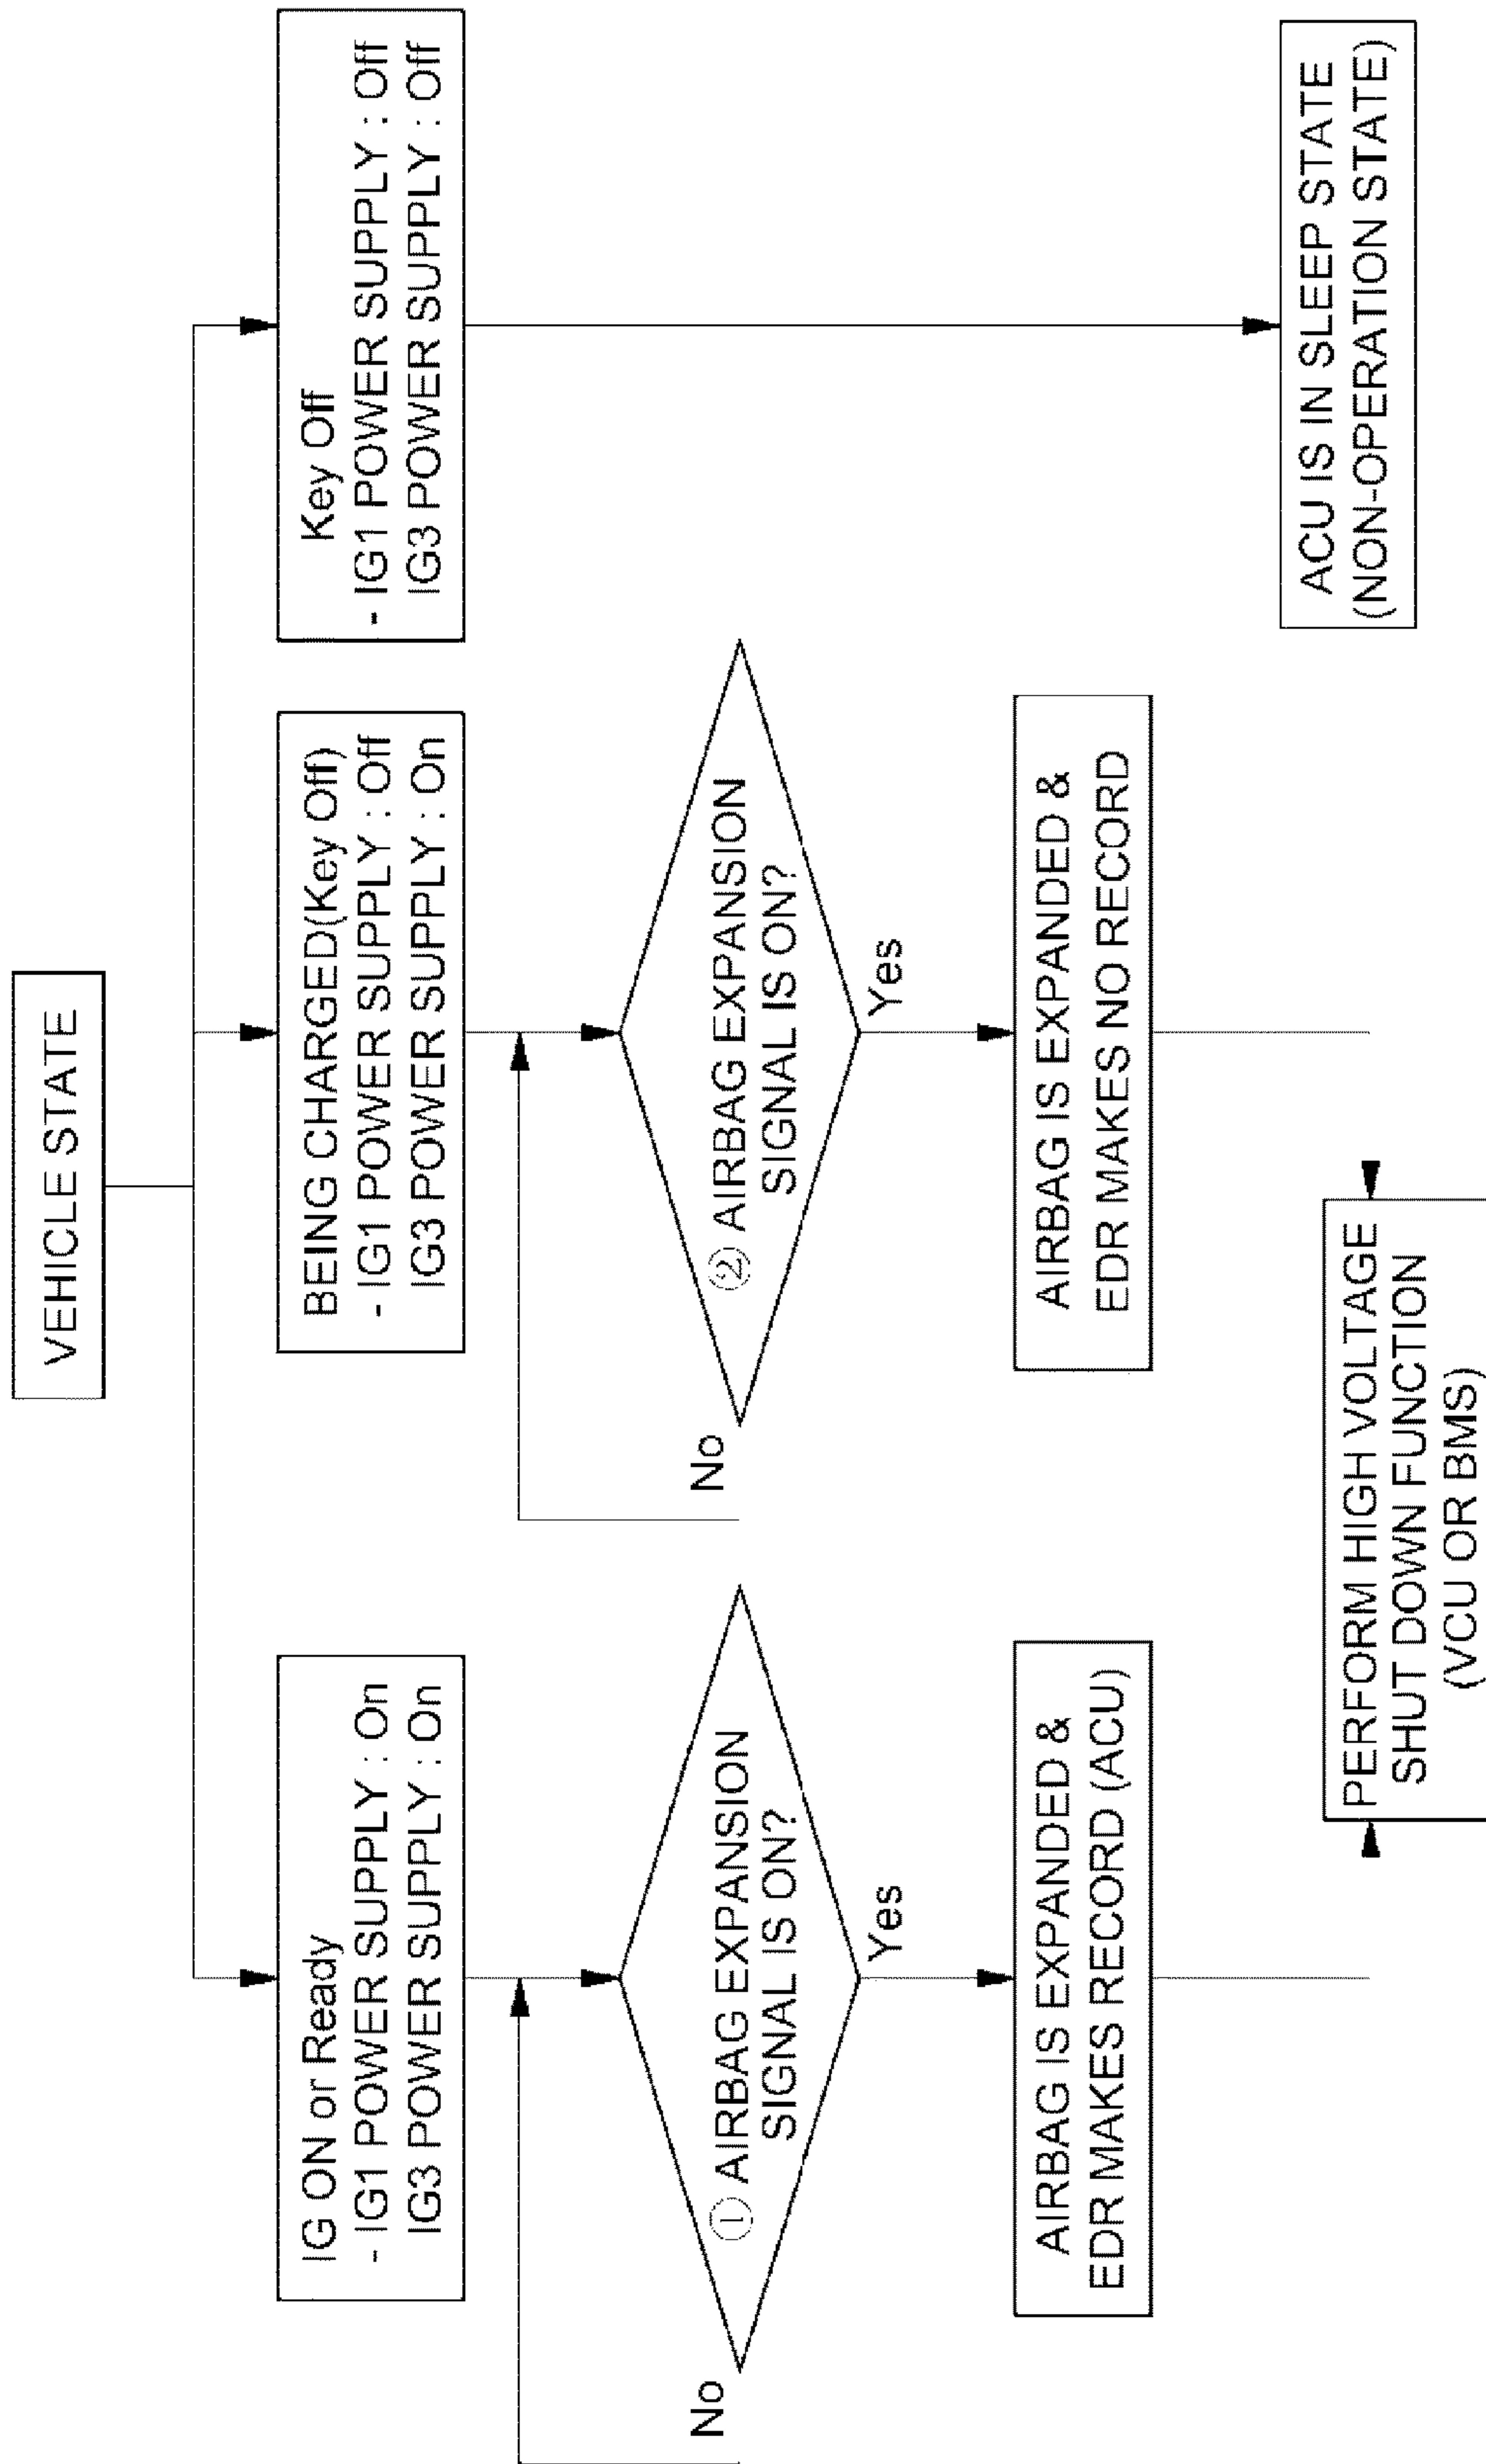 VEHICLE STATE
IG ON or Ready
- IG1 POWER SUPPLY : On
IG3 POWER SUPPLY : On
BEING CHARGED(Key Off)
- IG1 POWER SUPPLY : Off
IG3 POWER SUPPLY : On
Key Off
- IG1 POWER SUPPLY : Off
IG3 POWER SUPPLY : Off
① AIRBAG EXPANSION
SIGNAL IS ON?
No
Yes
② AIRBAG EXPANSION
SIGNAL IS ON?
No
Yes
AIRBAG IS EXPANDED &
EDR MAKES RECORD (ACU)
AIRBAG IS EXPANDED &
EDR MAKES NO RECORD
PERFORM HIGH VOLTAGE
SHUT DOWN FUNCTION
(VCU OR BMS)
ACU IS IN SLEEP STATE
(NON-OPERATION STATE)